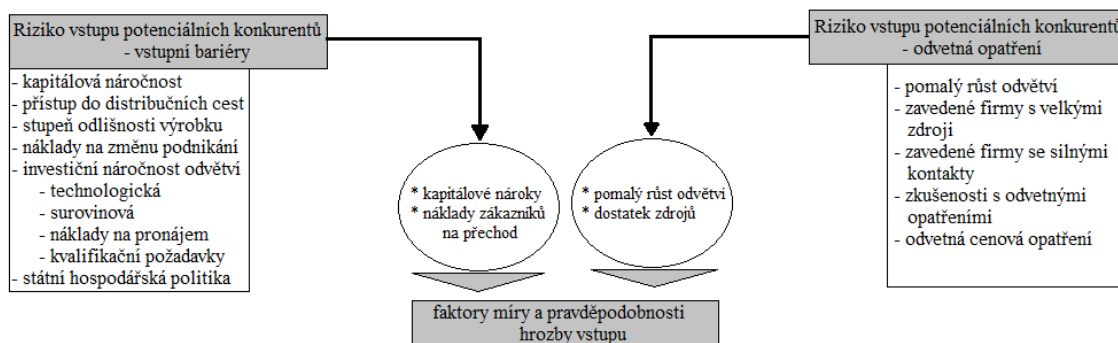 Riziko vstupu potenciálních konkurentů
- vstupní bariéry
- kapitálová náročnost
- přístup do distribučních cest
- stupeň odlišnosti výrobku
- náklady na změnu podnikání
- investiční náročnost odvětví
- technologická
- surovinová
- náklady na pronájem
- kvalifikační požadavky
- státní hospodářská politika
* kapitálové nároky
* náklady zákazníků
na přechod
* pomalý růst odvětvi
* dostatek zdrojů
faktory míry a pravděpodobnosti
hrozby vstupu
Riziko vstupu potenciálních konkurentů
- odvetná opatření
- pomalý růst odvětví
- zavedené firmy s velkými
zdroji
- zavedené firmy se silnými
kontakty
- zkušenosti s odvetnými
opatřeními
- odvetná cenová opatření